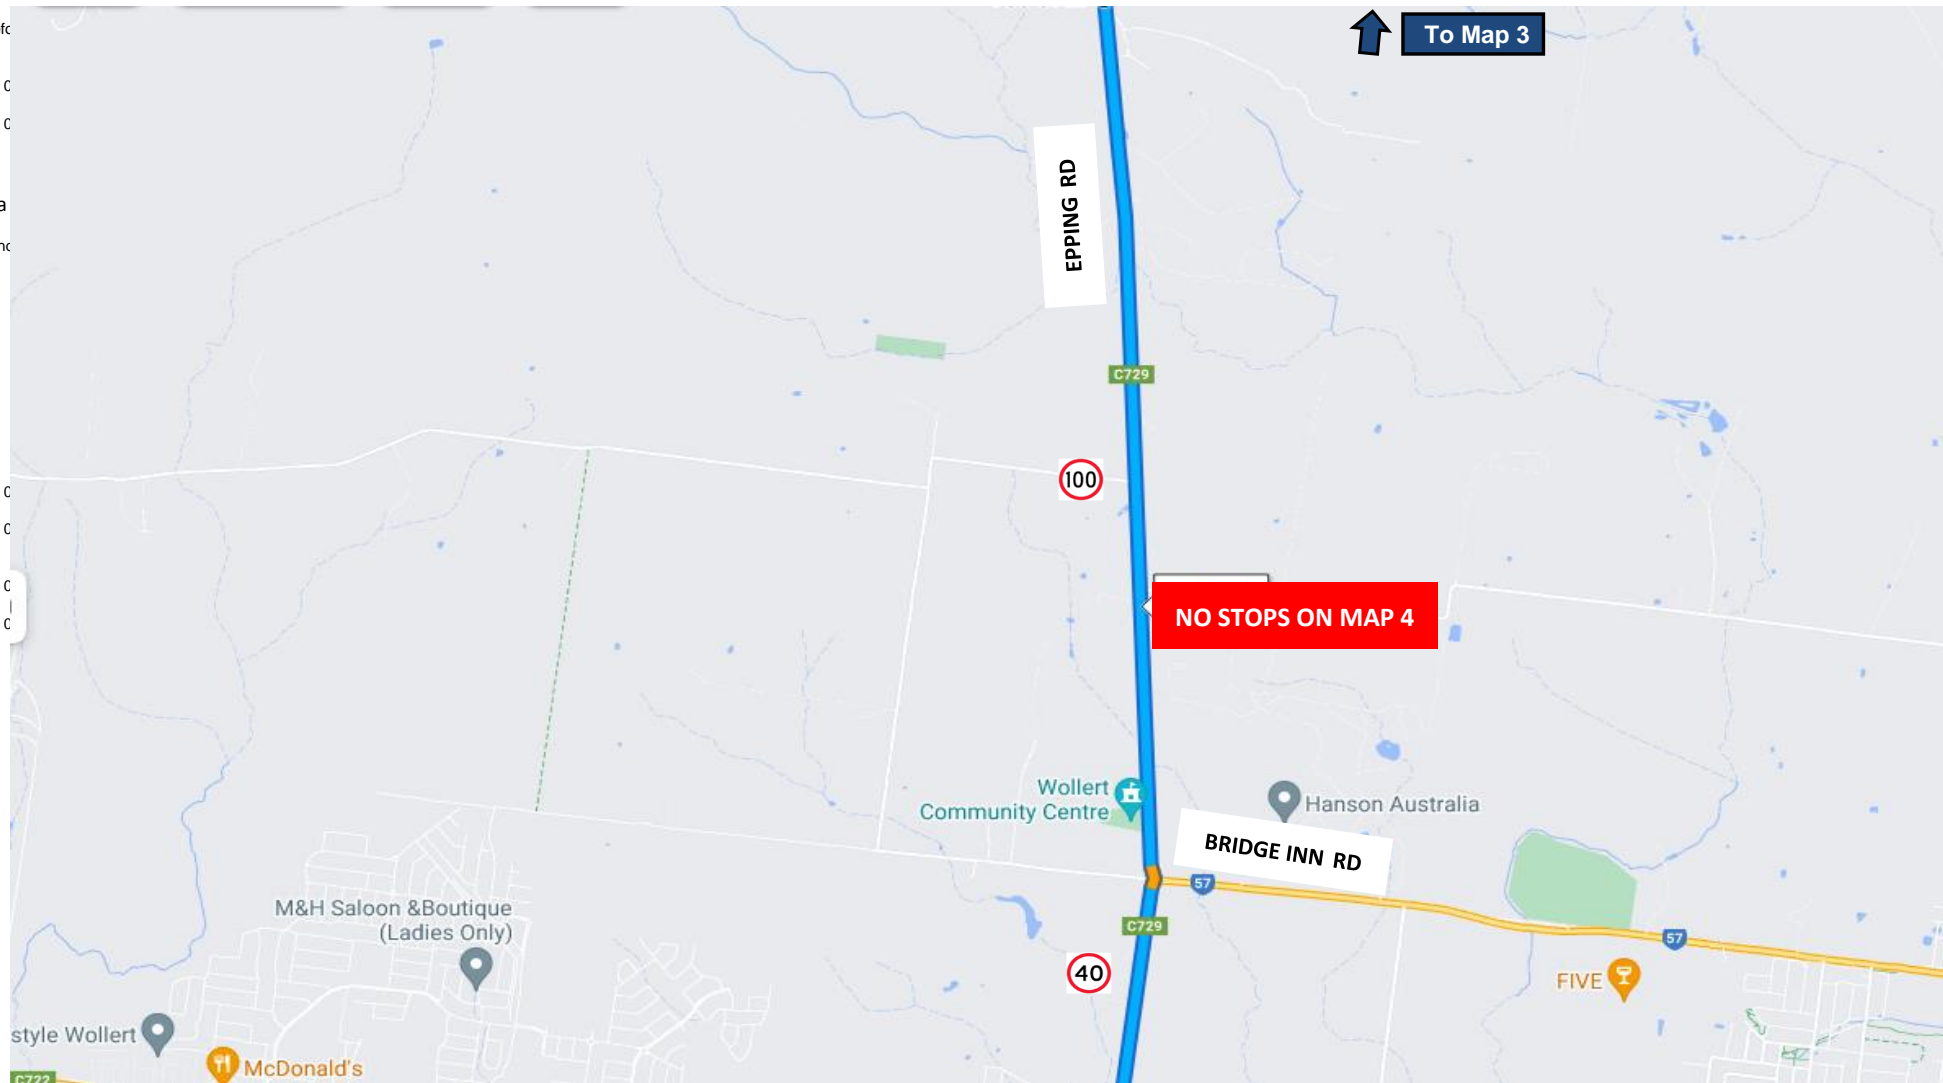 To Map 3
EPPING RD
C729
100
NO STOPS ON MAP 4
Wollert
Community Centre
Hanson Australia
BRIDGE INN RD
57
M&H Saloon &Boutique
(Ladies Only)
C729
57
40
FIVE
style Wollert
McDonald's
C722